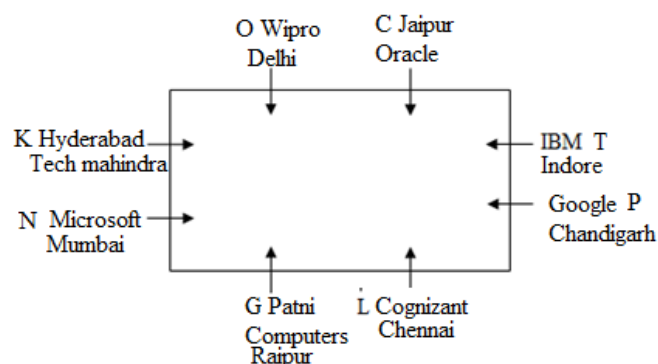 O Wipro
Delhi
C Jaipur
Oracle
K Hyderabad
Tech mahindra
IBM T
Indore
N Microsoft
Mumbai
Google P
Chandigarh
G Patni
Computers
Raipur
L Cognizant
Chennai